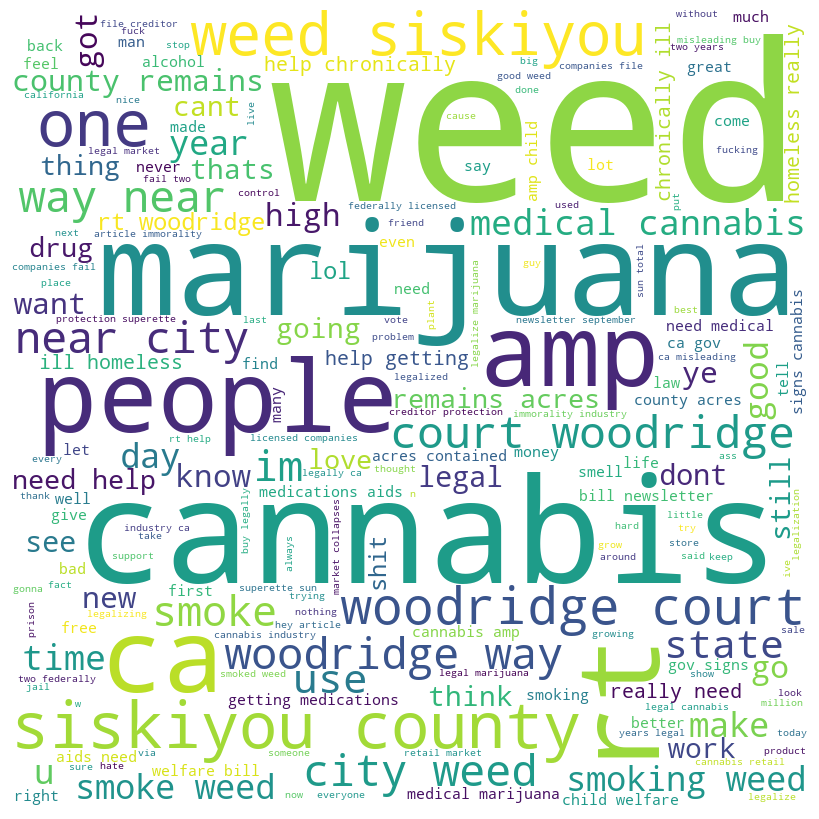 file creditor
without
much
weed siskiyou
got
fuck
misleading buy
back
man
stop
two years
feel
alcohol
help chronically
big
companies file
great
county remains
good weed
chronically ill
homeless really
california
nice
live
done
weed
one
cant
cause
amp child
come
legal market
made
year
thing
never
thats
say
lot
fucking
fail two
control
used
put
way near
federally licensed
high
medical cannabis
rt woodridge
friend
next
article immorality
drug
even
companies fail
marijuana
guy
sun total
place
lol
need
plant
legalize marijuana
best
want
protection superette
last
vote
newsletter september
near city
going
problem
amp
need medical
ca gov
ca misleading
good
tell
signs cannabis
ill homeless
find
help getting
people
legalized
ye
law
many
remains acres
county acres
creditor protection
immorality industry
rt help
let
licensed companies
court woodridge
every
day
love
acres contained
money
ass
need help
know
im
legally ca
thought
n
legal
smell
life
dont
still
thank
well
medications aids
bill newsletter
little
legalization
give
cannabis
buy legally
market collapses
hard
try
see
industry ca
take
always
grow
store
said
keep
ive
bad
support
shit
around
gonna
fact
first
trying
superette sun
new
nothing
prison
legalizing
smoke
woodridge court
free
cannabis industry
hey article
cannabis amp
growing
sale
ca
time
woodridge way
rt
state
smoked weed
use
legal marijuana
gov signs
go
two federally
jail
show
getting medications
think
smoking
really need
look
w
legal cannabis
million
siskiyou county
better
make
years legal
today
aids need
via
someone
retail market
work
product
u
sure
hate
welfare bill
city weed
cannabis retail
smoke weed
smoking weed
right
now
everyone
medical marijuana
child welfare
legalize